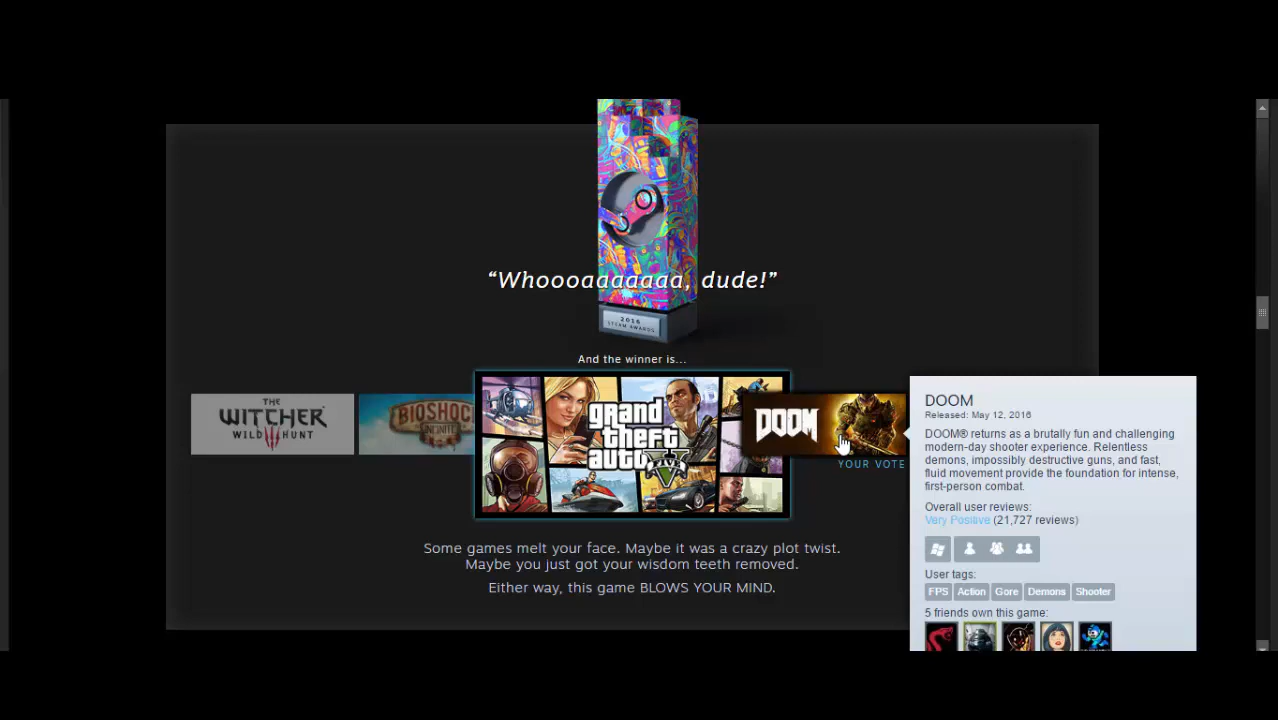 “Whoooaaaaaaa, dude!”
2016
STEAM AWARDS
And the winner is...
THE
WITCHER
WILD HUNT
BIOSHOCK
INFINITE
grand
theft
auto
V
FIVE
DOOM
YOUR VOTE
Some games melt your face. Maybe it was a crazy plot twist.
Maybe you just got your wisdom teeth removed.
Either way, this game BLOWS YOUR MIND.
DOOM
Released: May 12, 2016
DOOM® returns as a brutally fun and challenging
modern-day shooter experience. Relentless
demons, impossibly destructive guns, and fast,
fluid movement provide the foundation for intense,
first-person combat.
Overall user reviews:
Very Positive (21,727 reviews)
User tags:
FPS Action Gore Demons Shooter
5 friends own this game: